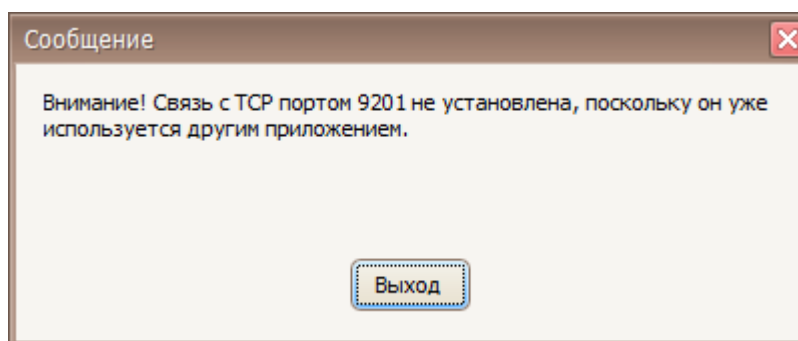 Сообщение
Внимание! Связь с TCP портом 9201 не установлена, поскольку он уже
используется другим приложением.
Выход